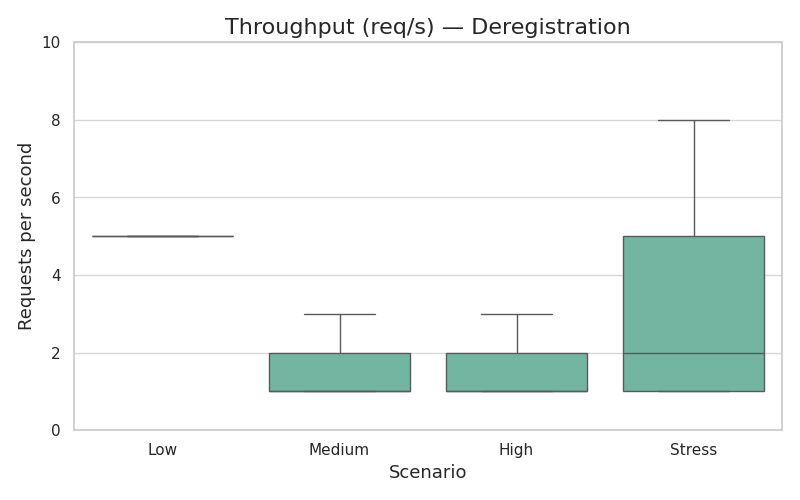 Throughput (req/s) — Deregistration
10
8
6
4
2
0
Requests per second
Low Medium High Stress
Scenario